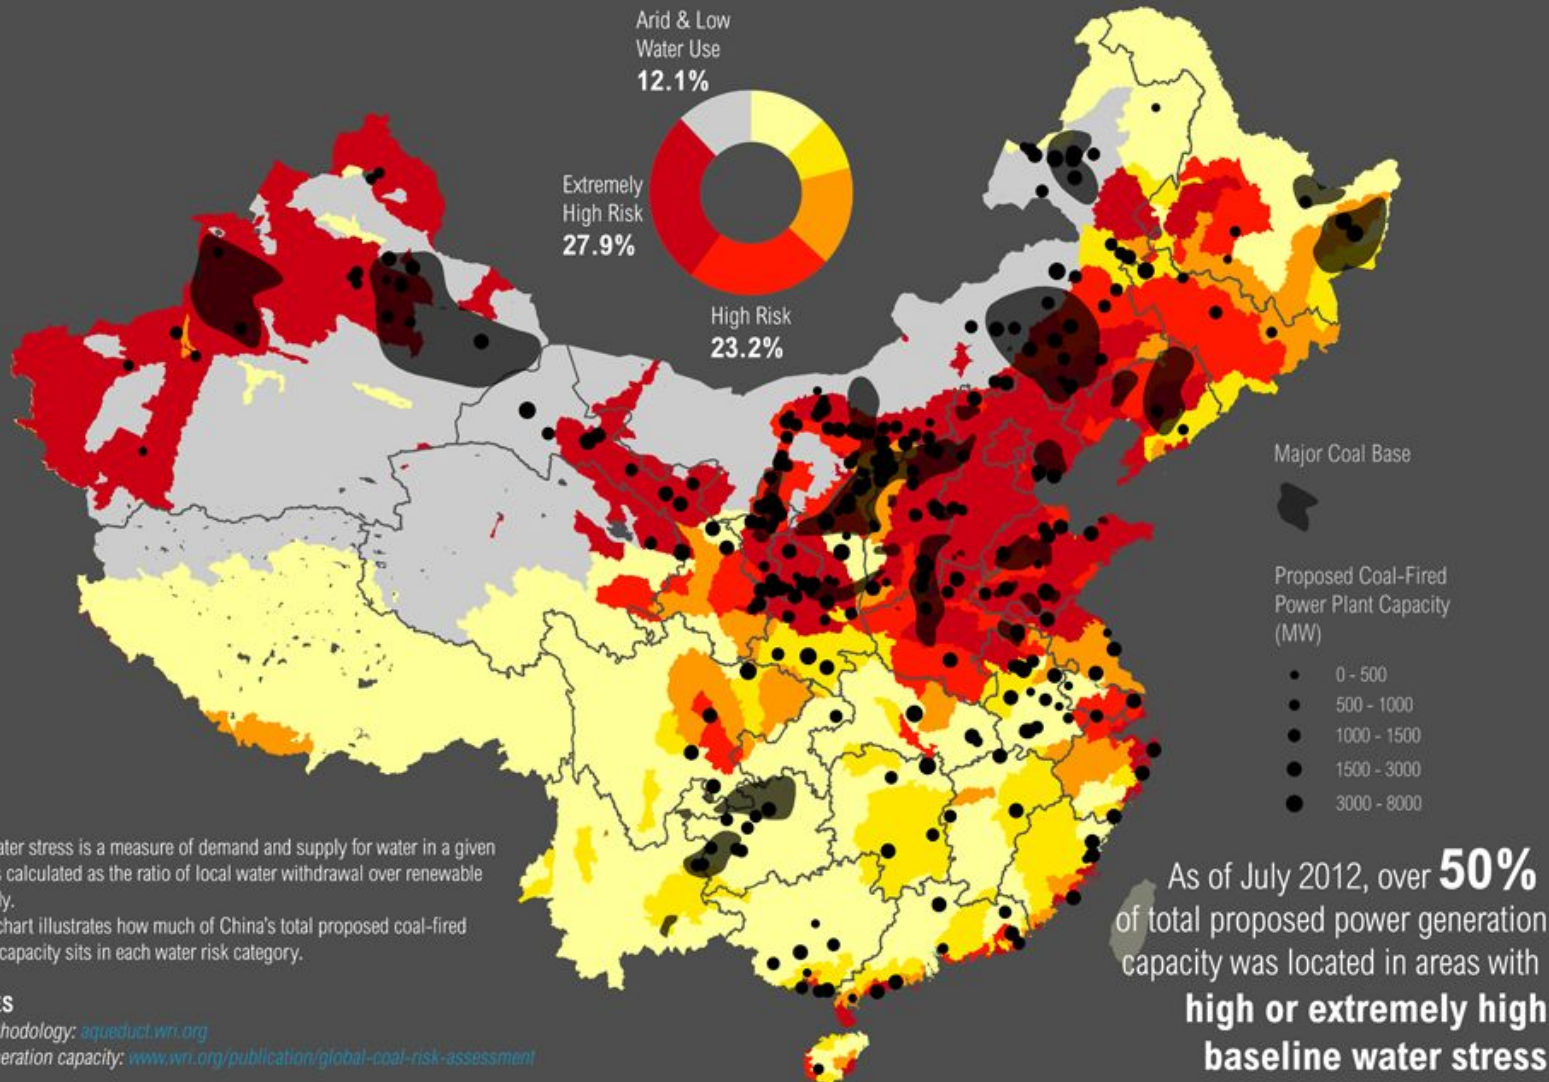 Arid & Low
Water Use
12.1%
Extremely
High Risk
27.9%
High Risk
23.2%
Major Coal Base
Proposed Coal-Fired
Power Plant Capacity
(MW)
0 - 500
500 - 1000
1000 - 1500
1500 - 3000
3000 - 8000
ater stress is a measure of demand and supply for water in a given
s calculated as the ratio of local water withdrawal over renewable
ly.
chart illustrates how much of China's total proposed coal-fired
capacity sits in each water risk category.
ES
hodology: aqueduct.wri.org
eration capacity: www.wri.org/publication/global-coal-risk-assessment
As of July 2012, over 50%
of total proposed power generation
capacity was located in areas with
high or extremely high
baseline water stress